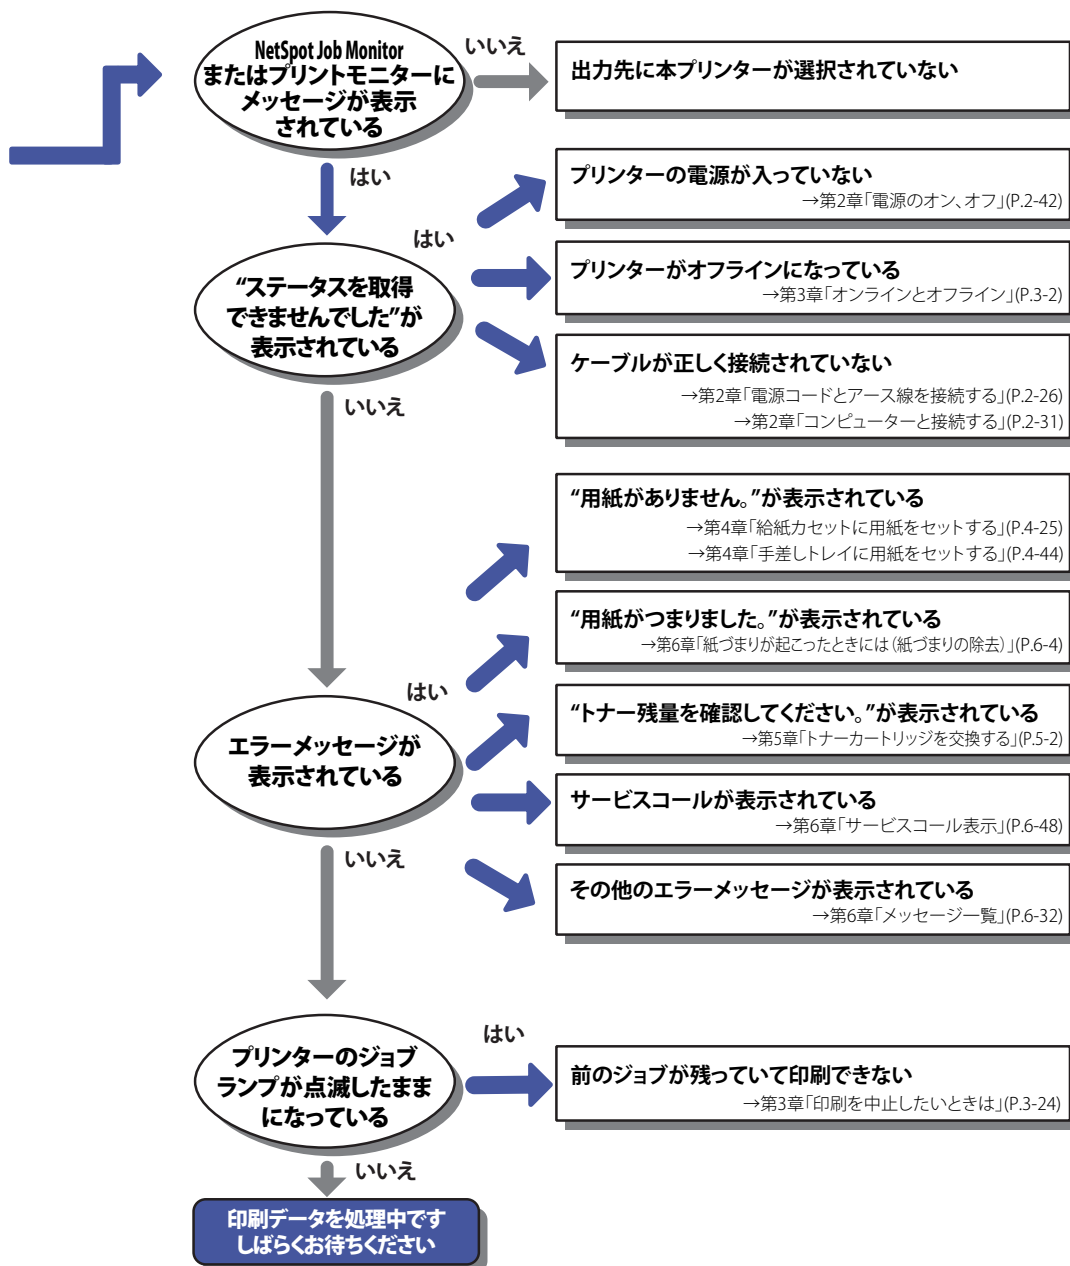 NetSpot Job Monitor
またはプリントモニターに
メッセージが表示
されている
いいえ
出力先に本プリンターが選択されていない
はい
“ステータスを取得
できませんでした”が
表示されている
はい
プリンターの電源が入っていない
→第2章「電源のオン、オフ」(P.2-42)
プリンターがオフラインになっている
→第3章「オンラインとオフライン」(P.3-2)
ケーブルが正しく接続されていない
→第2章「電源コードとアース線を接続する」(P.2-26)
→第2章「コンピューターと接続する」(P.2-31)
いいえ
エラーメッセージが
表示されている
はい
“用紙がありません。”が表示されている
→第4章「給紙カセットに用紙をセットする」(P.4-25)
→第4章「手差しトレイに用紙をセットする」(P.4-44)
“用紙がつまりました。”が表示されている
→第6章「紙づまりが起こったときには（紙づまりの除去）」(P.6-4)
“トナー残量を確認してください。”が表示されている
→第5章「トナーカートリッジを交換する」(P.5-2)
サービスコールが表示されている
→第6章「サービスコール表示」(P.6-48)
その他のエラーメッセージが表示されている
→第6章「メッセージ一覧」(P.6-32)
いいえ
プリンターのジョブ
ランプが点滅したまま
になっている
はい
前のジョブが残っていて印刷できない
→第3章「印刷を中止したいときは」(P.3-24)
いいえ
印刷データを処理中です
しばらくお待ちください